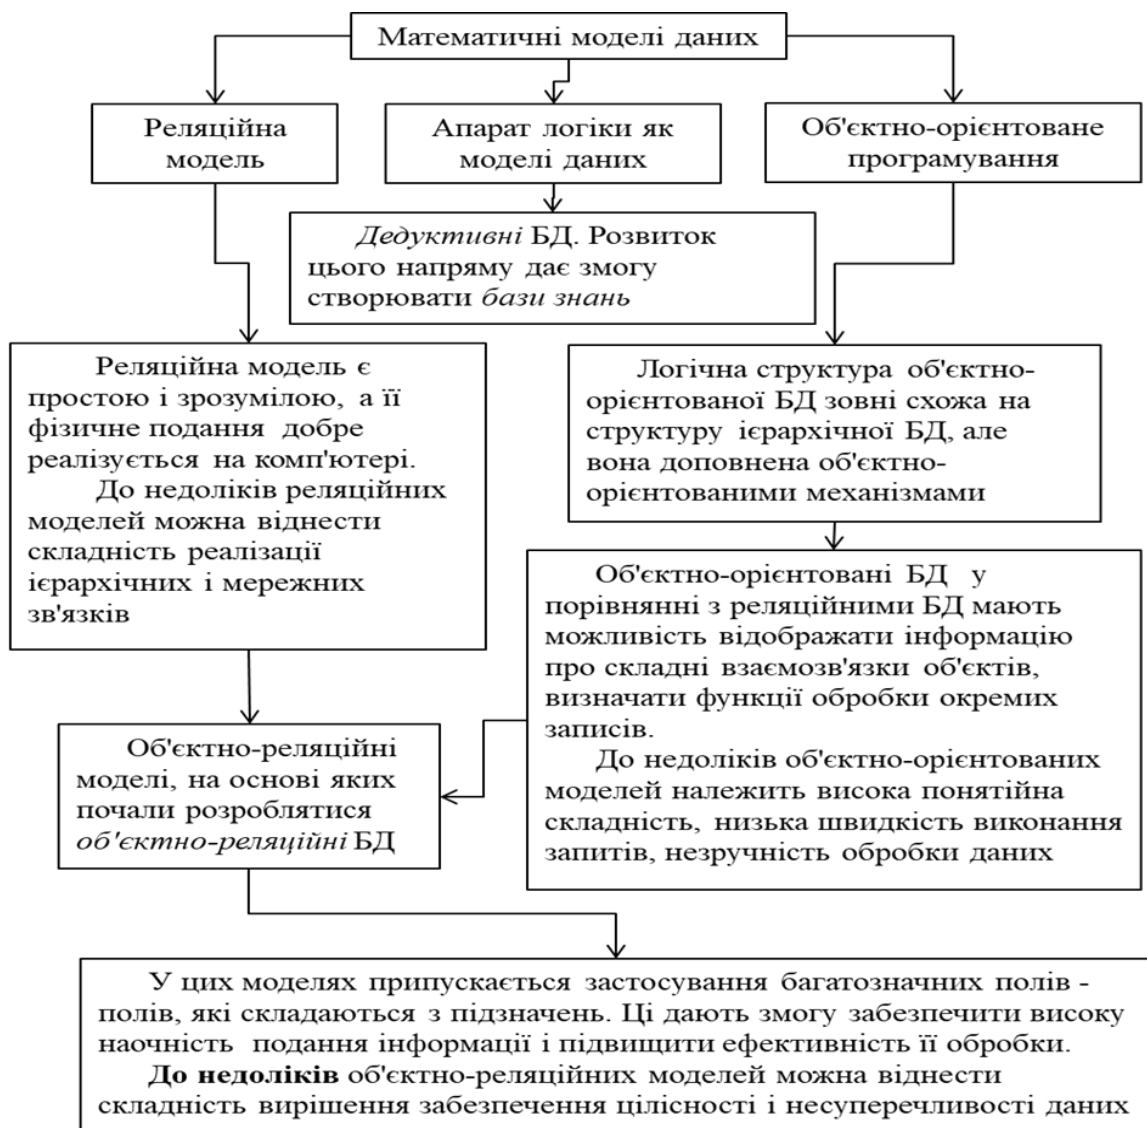 Математичні моделі даних
Реляційна
модель
Апарат логіки як
моделі даних
Об'єктно-орієнтоване
програмування
Дедуктивні БД. Розвиток
цього напряму дає змогу
створювати бази знань
Реляційна модель є
простою і зрозумілою, а її
фізичне подання добре
реалізується на комп'ютері.
До недоліків реляційних
моделей можна віднести
складність реалізації
ієрархічних і мережних
зв'язків
Логічна структура об'єктно-
орієнтованої БД зовні схожа на
структуру ієрархічної БД, але
вона доповнена об'єктно-
орієнтованими механізмами
Об'єктно-орієнтовані БД у
порівнянні з реляційними БД мають
можливість відображати інформацію
про складні взаємозв'язки об'єктів,
визначати функції обробки окремих
записів.
До недоліків об'єктно-орієнтованих
моделей належить висока понятійна
складність, низька швидкість виконання
запитів, незручність обробки даних
Об'єктно-реляційні
моделі, на основі яких
почали розроблятися
об'єктно-реляційні БД
У цих моделях припускається застосування багатозначних полів -
полів, які складаються з підзначень. Ці дають змогу забезпечити високу
наочність подання інформації і підвищити ефективність її обробки.
До недоліків об'єктно-реляційних моделей можна віднести
складність вирішення забезпечення цілісності і несуперечливості даних